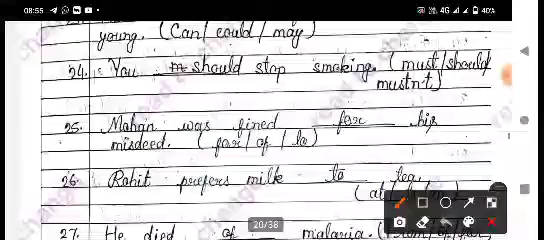 08:55 4G 40%
young. (Can/ could / may)
24. You should stop smoking. (must/should/
mustnt)
25. Mohan was fined for his
misdeed. (for/ of / to)
26. Rohit prefers milk to tea.
(at
20/38
27. He died of malaria.